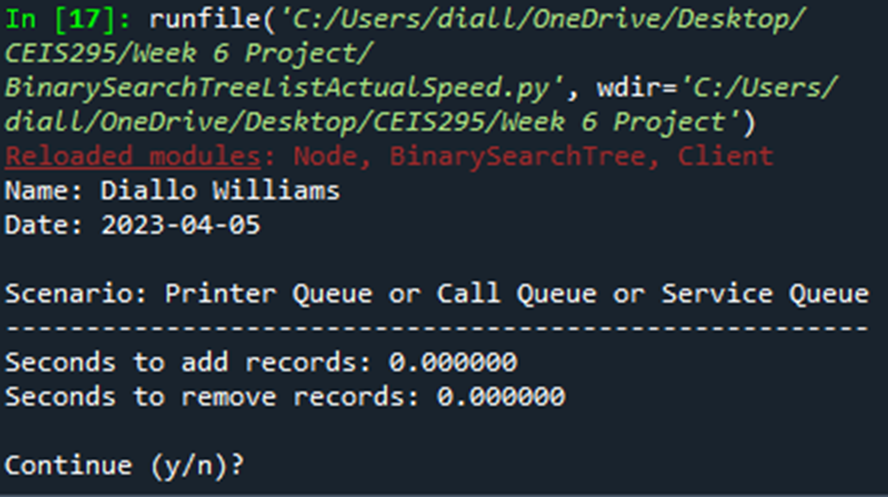 In [17]: runfile('C:/Users/diall/OneDrive/Desktop/
CEIS295/Week 6 Project/
BinarySearchTreeListActualSpeed.py', wdir='C:/Users/
diall/OneDrive/Desktop/CEIS295/Week 6 Project')
Reloaded modules: Node, BinarySearchTree, Client
Name: Diallo Williams
Date: 2023-04-05
Scenario: Printer Queue or Call Queue or Service Queue
------------------------------------------------------
Seconds to add records: 0.000000
Seconds to remove records: 0.000000
Continue (y/n)?